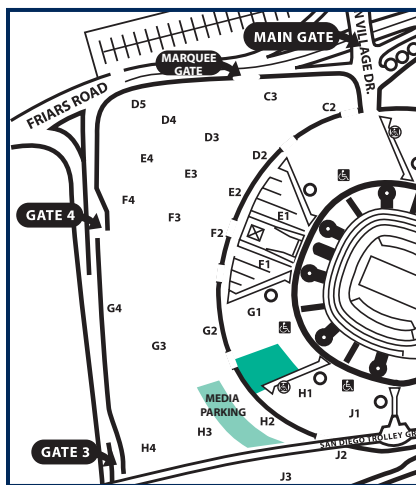 MAIN GATE
MARQUEE
GATE
VILLAGE DR.
FRIARS ROAD
D5
C3
C2
D4
D3
E4
D2
E3
E2
F4
F3
E1
GATE 4
F2
F1
G4
G1
G2
G3
MEDIA
PARKING
H1
J1
H2
H3
H4
GATE 3
SAN DIEGO TROLLEY
J2
J3